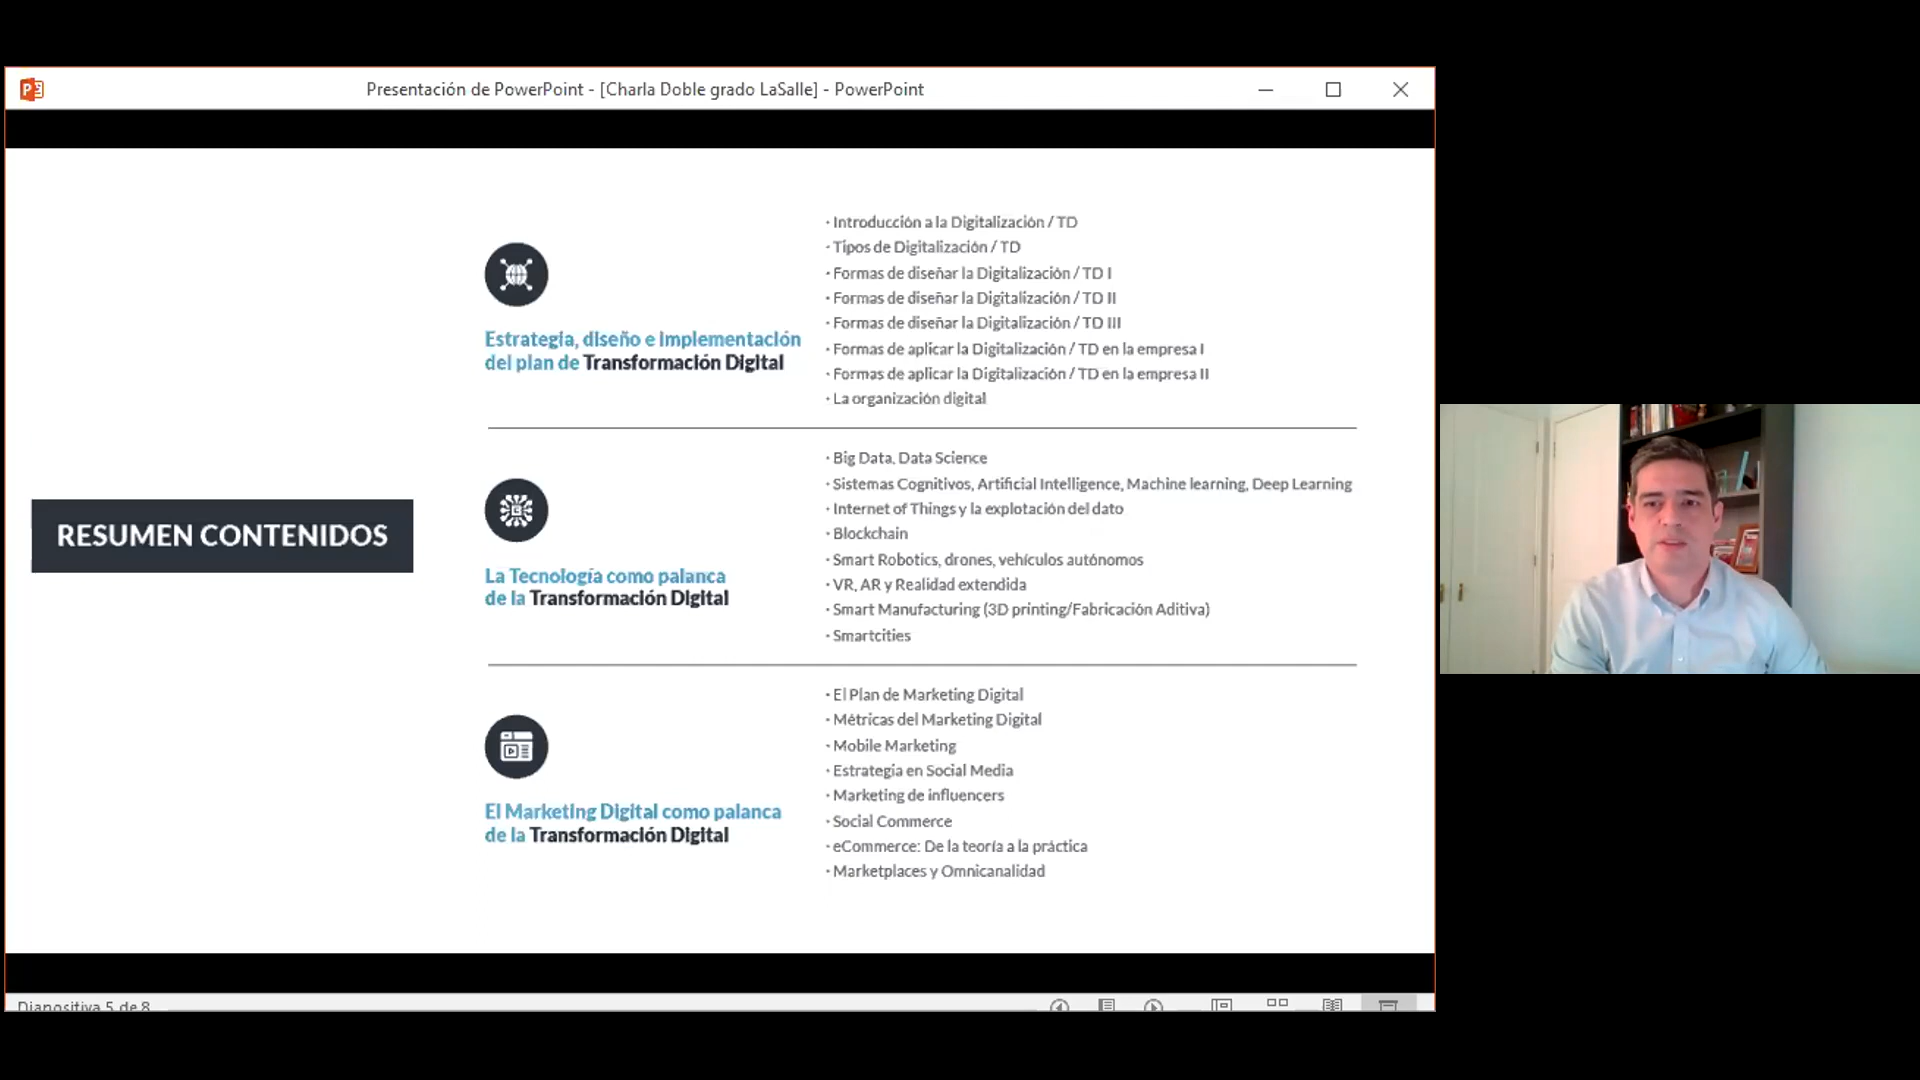 Presentación de PowerPoint - [Charla Doble grado LaSalle] - PowerPoint
RESUMEN CONTENIDOS
Estrategia, diseño e implementación
del plan de Transformación Digital
· Introducción a la Digitalización / TD
· Tipos de Digitalización / TD
· Formas de diseñar la Digitalización / TD I
· Formas de diseñar la Digitalización / TD II
· Formas de diseñar la Digitalización / TD III
· Formas de aplicar la Digitalización / TD en la empresa I
· Formas de aplicar la Digitalización / TD en la empresa II
· La organización digital
La Tecnología como palanca
de la Transformación Digital
· Big Data, Data Science
· Sistemas Cognitivos, Artificial Intelligence, Machine learning, Deep Learning
· Internet of Things y la explotación del dato
· Blockchain
· Smart Robotics, drones, vehículos autónomos
· VR, AR y Realidad extendida
· Smart Manufacturing (3D printing/Fabricación Aditiva)
· Smartcities
El Marketing Digital como palanca
de la Transformación Digital
· El Plan de Marketing Digital
· Métricas del Marketing Digital
· Mobile Marketing
· Estrategia en Social Media
· Marketing de influencers
· Social Commerce
· eCommerce: De la teoría a la práctica
· Marketplaces y Omnicanalidad
Diapositiva 5 de 8